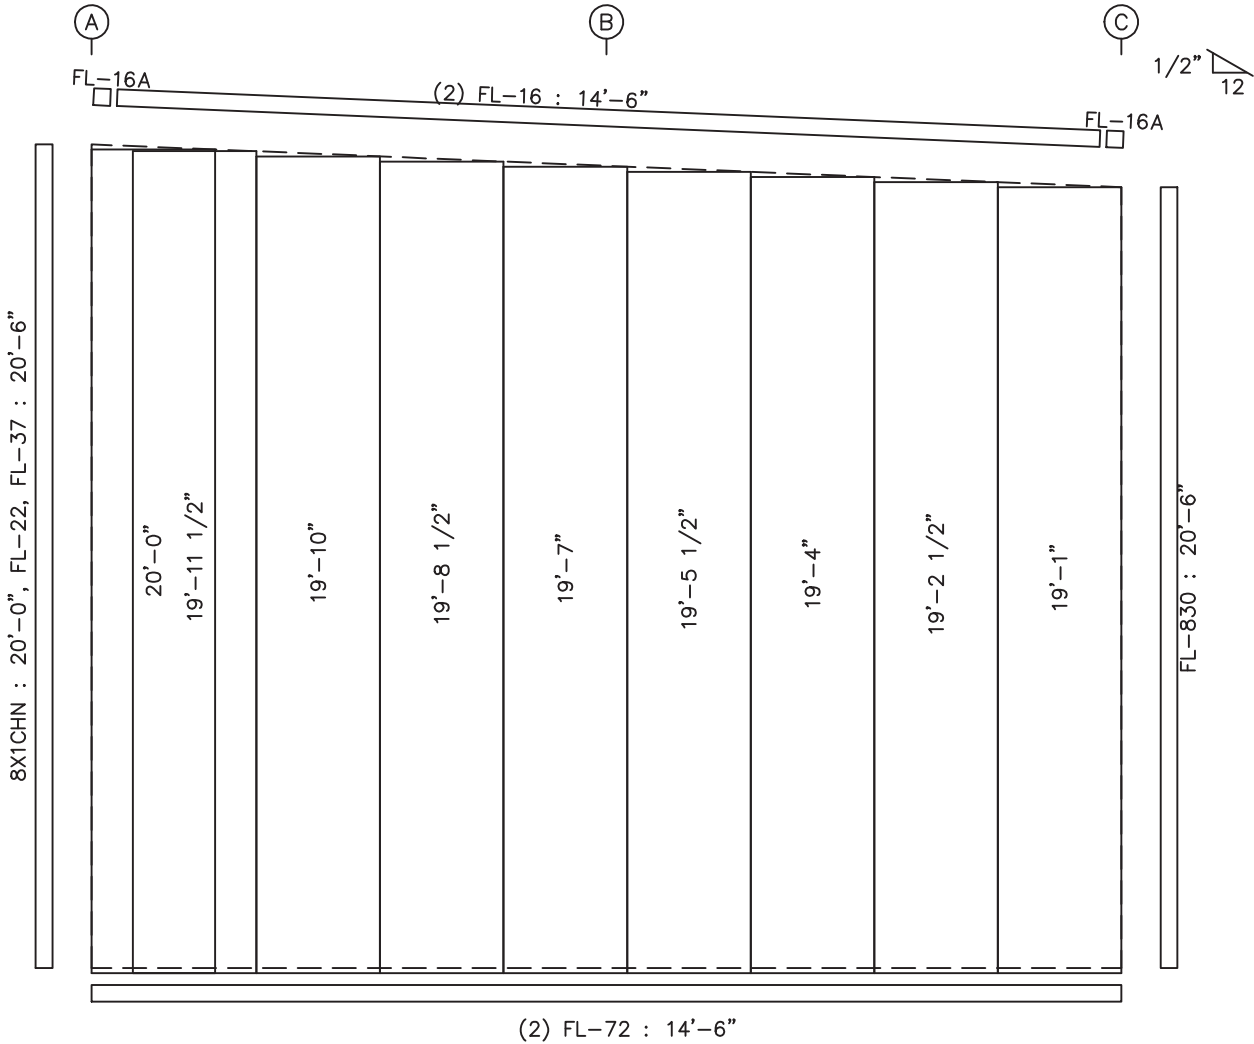 A
B
C
FL-16A
(2) FL-16 : 14'-6"
FL-16A
1/2"
12
8X1CHN : 20'-0", FL-22, FL-37 : 20'-6"
20'-0"
19'-11 1/2"
19'-10"
19'-8 1/2"
19'-7"
19'-5 1/2"
19'-4"
19'-2 1/2"
19'-1"
FL-830 : 20'-6"
(2) FL-72 : 14'-6"